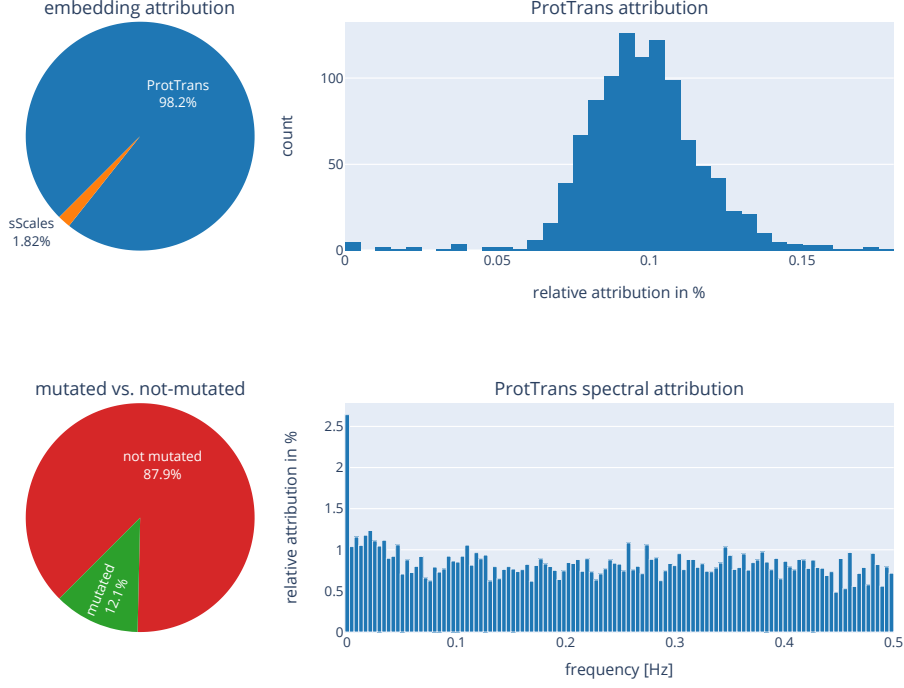 embedding attribution
ProtTrans
98.2%
sScales
1.82%
ProtTrans attribution
count
100
50
0
0
0.05
0.1
0.15
relative attribution in %
mutated vs. not-mutated
not mutated
87.9%
mutated
12.1%
ProtTrans spectral attribution
relative attribution in %
2.5
2
1.5
1
0.5
0
0
0.1
0.2
0.3
0.4
0.5
frequency [Hz]